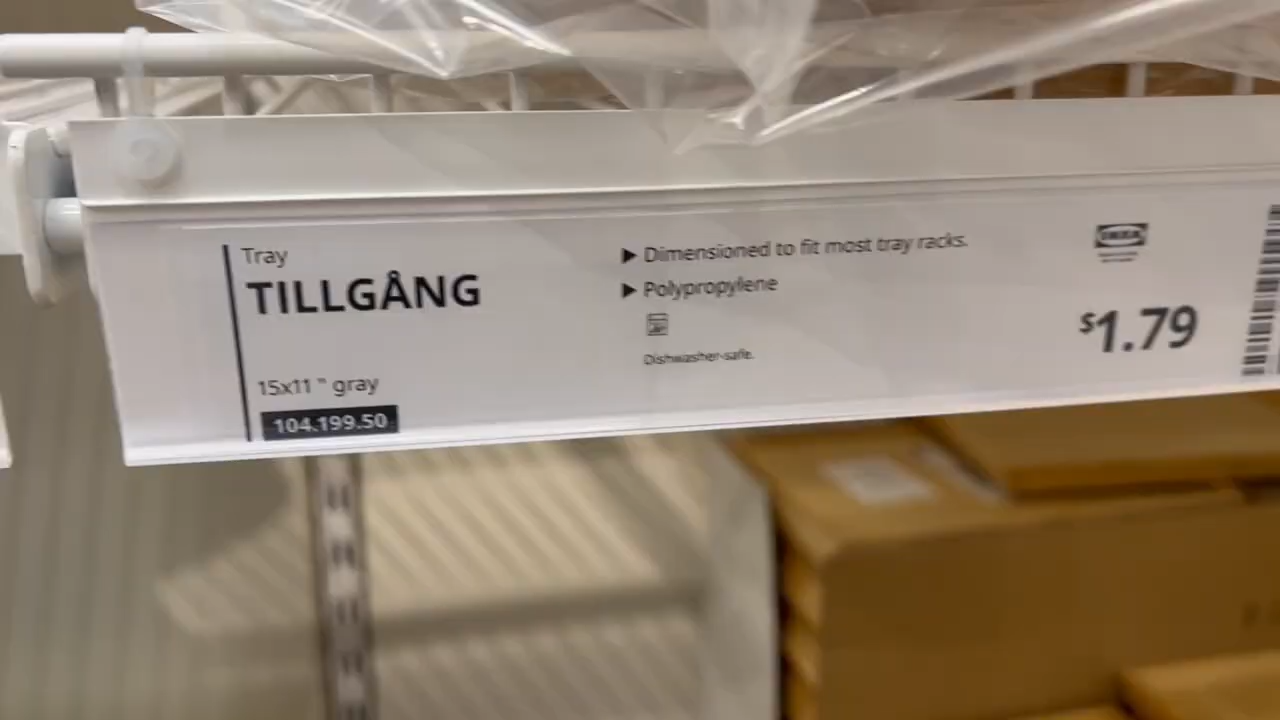 Tray
TILLGÅNG
15x11 " gray
104.199.50
▶ Dimensioned to fit most tray racks.
▶ Polypropylene
Dishwasher-safe.
IKEA
$1.79